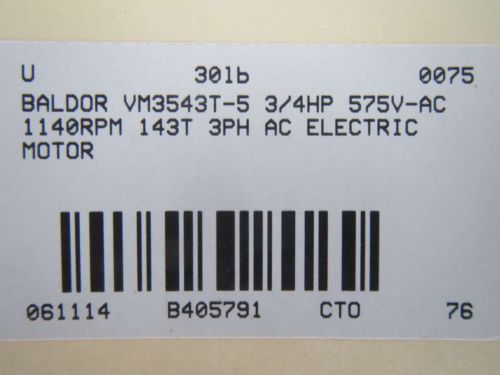 U 30lb 0075
BALDOR VM3543T-5 3/4HP 575V-AC
1140RPM 143T 3PH AC ELECTRIC
MOTOR
061114 B405791 CTO 76